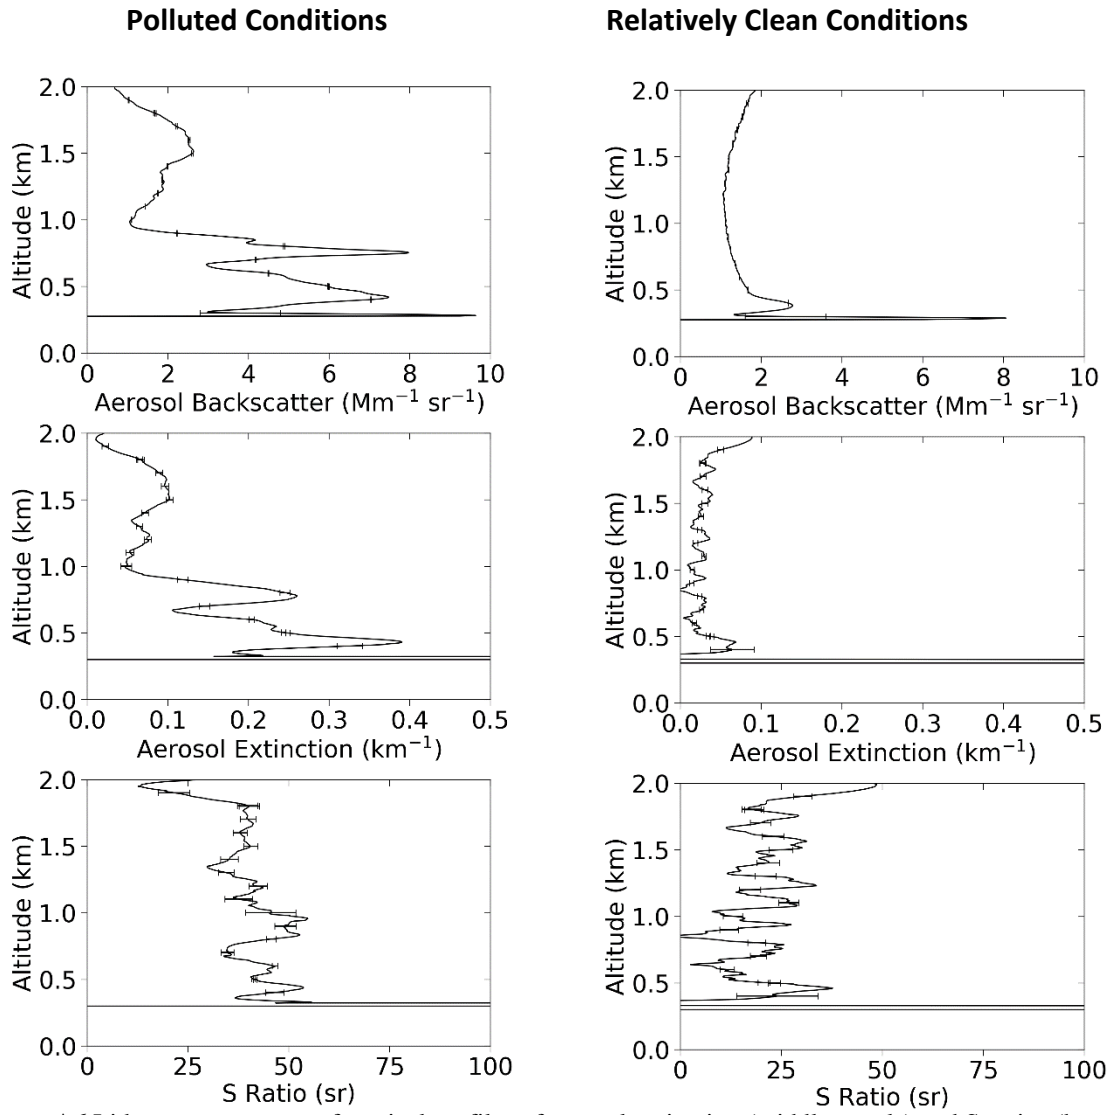 Polluted Conditions
Relatively Clean Conditions
Altitude (km)
2.0
1.5
1.0
0.5
0.0
0 2 4 6 8 10
Aerosol Backscatter (Mm⁻¹ sr⁻¹)
Altitude (km)
2.0
1.5
1.0
0.5
0.0
0 2 4 6 8 10
Aerosol Backscatter (Mm⁻¹ sr⁻¹)
Altitude (km)
2.0
1.5
1.0
0.5
0.0
0.0 0.1 0.2 0.3 0.4 0.5
Aerosol Extinction (km⁻¹)
Altitude (km)
2.0
1.5
1.0
0.5
0.0
0.0 0.1 0.2 0.3 0.4 0.5
Aerosol Extinction (km⁻¹)
Altitude (km)
2.0
1.5
1.0
0.5
0.0
0 25 50 75 100
S Ratio (sr)
Altitude (km)
2.0
1.5
1.0
0.5
0.0
0 25 50 75 100
S Ratio (sr)